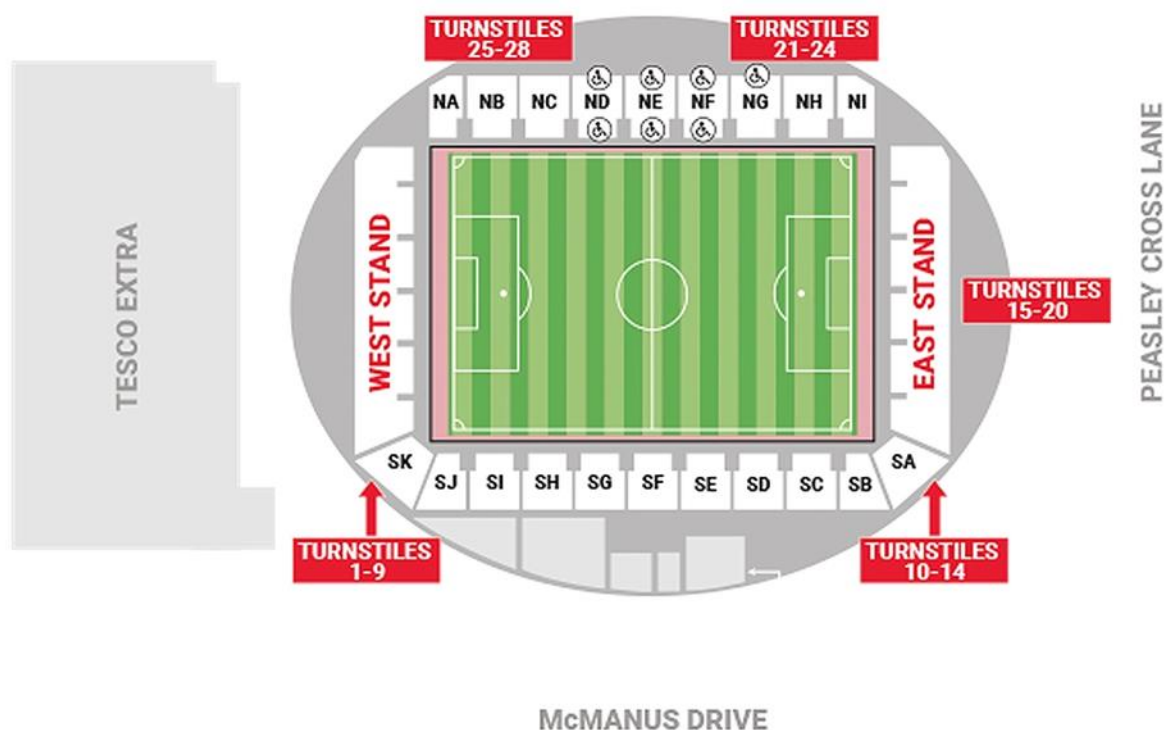 TURNSTILES
25-28
TURNSTILES
21-24
NA NB NC ND NE NF NG NH NI
TESCO EXTRA
WEST STAND
EAST STAND
TURNSTILES
15-20
PEASLEY CROSS LANE
SK SJ SI SH SG SF SE SD SC SB SA
TURNSTILES
1-9
TURNSTILES
10-14
McMANUS DRIVE